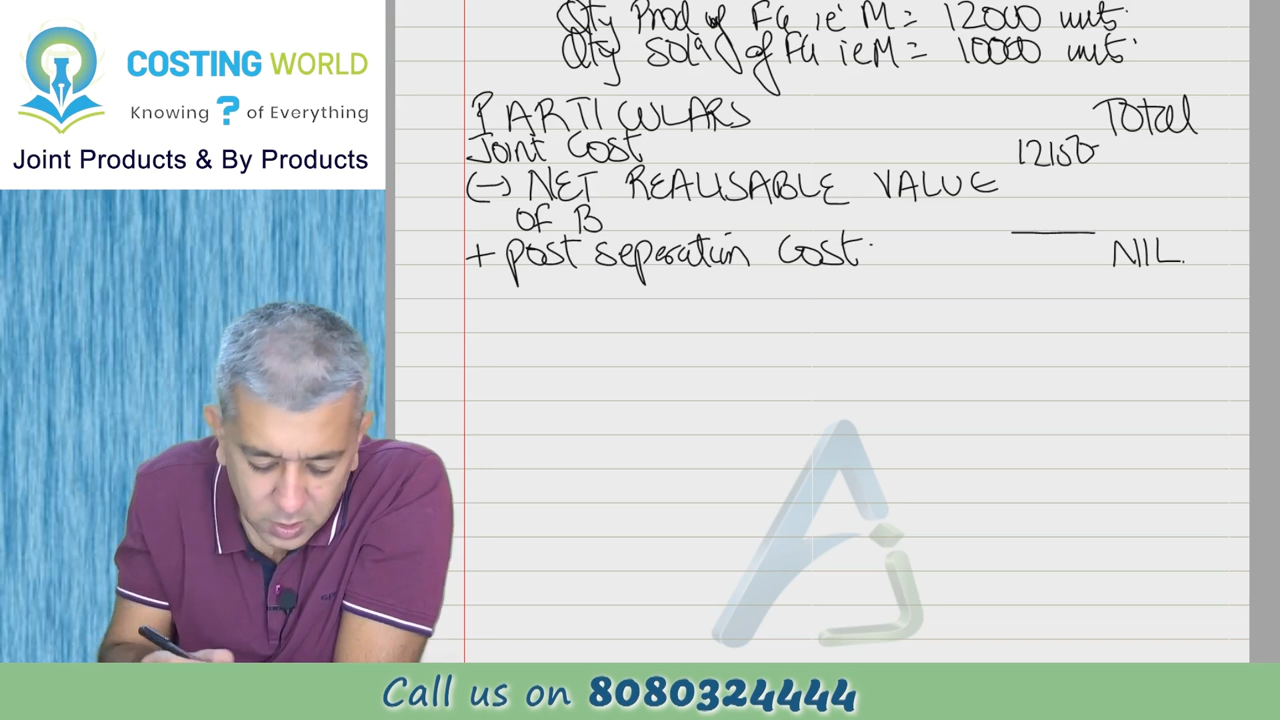 COSTING WORLD
Knowing ? of Everything
Joint Products & By Products
Qty Prod of FG ie M = 12000 units.
Qty Sold of FG ie M = 10000 units.
PARTICULARS Total
Joint Cost 12150
(-) NET REALISABLE VALUE
OF B
+ post seperation Cost. NIL.
Call us on 8080324444